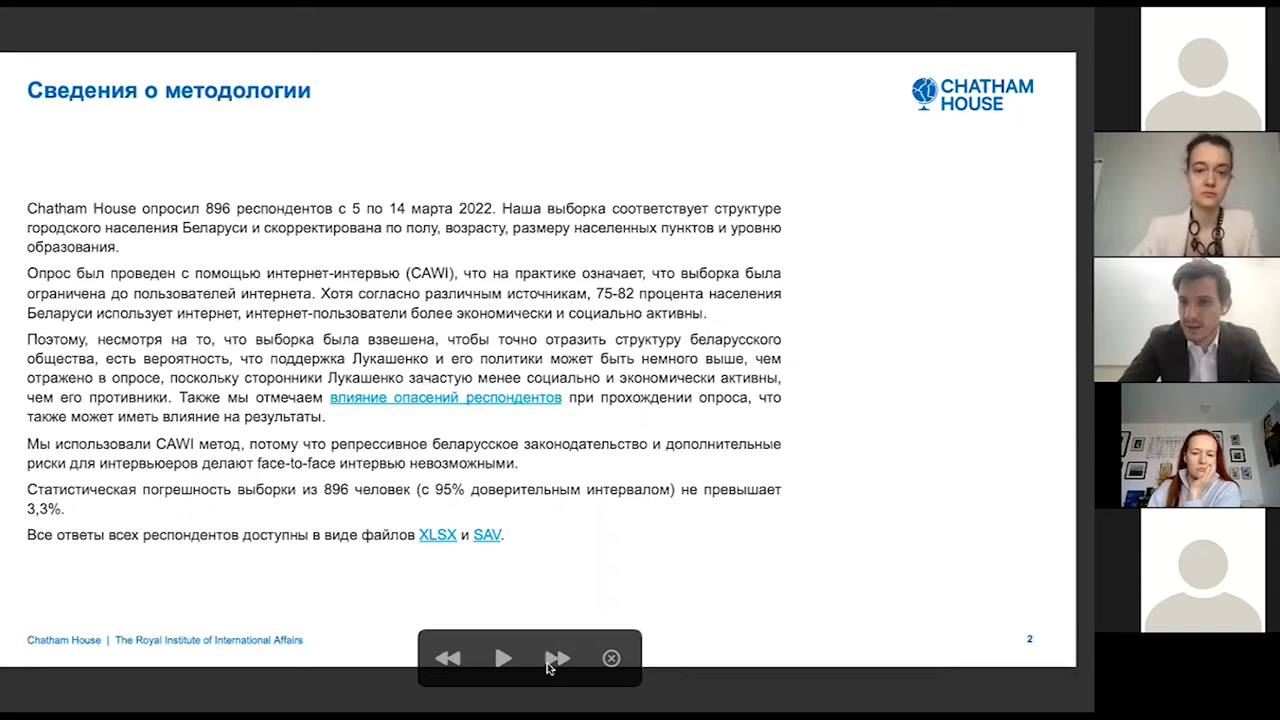 Сведения о методологии
CHATHAM
HOUSE
Chatham House опросил 896 респондентов с 5 по 14 марта 2022. Наша выборка соответствует структуре
городского населения Беларуси и скорректирована по полу, возрасту, размеру населенных пунктов и уровню
образования.
Опрос был проведен с помощью интернет-интервью (CAWI), что на практике означает, что выборка была
ограничена до пользователей интернета. Хотя согласно различным источникам, 75-82 процента населения
Беларуси использует интернет, интернет-пользователи более экономически и социально активны.
Поэтому, несмотря на то, что выборка была взвешена, чтобы точно отразить структуру беларусского
общества, есть вероятность, что поддержка Лукашенко и его политики может быть немного выше, чем
отражено в опросе, поскольку сторонники Лукашенко зачастую менее социально и экономически активны,
чем его противники. Также мы отмечаем влияние опасений респондентов при прохождении опроса, что
также может иметь влияние на результаты.
Мы использовали CAWI метод, потому что репрессивное беларусское законодательство и дополнительные
риски для интервьюеров делают face-to-face интервью невозможными.
Статистическая погрешность выборки из 896 человек (с 95% доверительным интервалом) не превышает
3,3%.
Все ответы всех респондентов доступны в виде файлов XLSX и SAV.
Chatham House | The Royal Institute of International Affairs
2